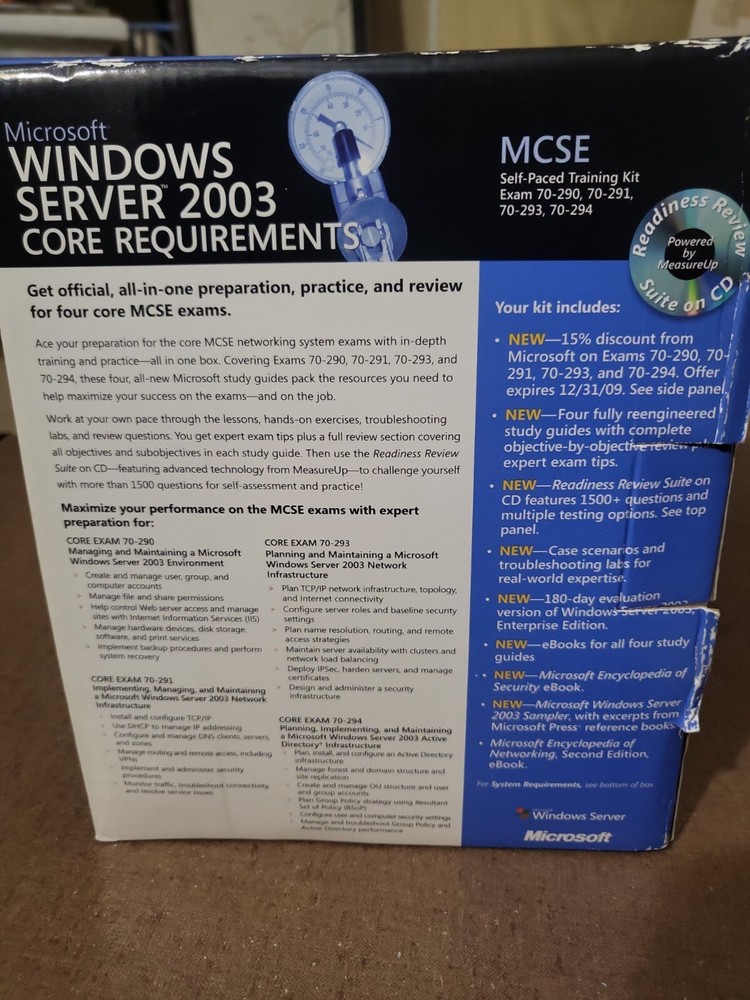 Microsoft®
WINDOWS
SERVER™ 2003
CORE REQUIREMENTS
MCSE
Self-Paced Training Kit
Exam 70-290, 70-291,
70-293, 70-294
Readiness Review
Powered
by
MeasureUp
Suite on CD
Get official, all-in-one preparation, practice, and review
for four core MCSE exams.
Ace your preparation for the core MCSE networking system exams with in-depth
training and practice—all in one box. Covering Exams 70-290, 70-291, 70-293, and
70-294, these four, all-new Microsoft study guides pack the resources you need to
help maximize your success on the exams—and on the job.
Work at your own pace through the lessons, hands-on exercises, troubleshooting
labs, and review questions. You get expert exam tips plus a full review section covering
all objectives and subobjectives in each study guide. Then use the Readiness Review
Suite on CD—featuring advanced technology from MeasureUp—to challenge yourself
with more than 1500 questions for self-assessment and practice!
Maximize your performance on the MCSE exams with expert
preparation for:
CORE EXAM 70-290
Managing and Maintaining a Microsoft
Windows Server 2003 Environment
> Create and manage user, group, and
computer accounts
> Manage file and share permissions
> Help control Web server access and manage
sites with Internet Information Services (IIS)
> Manage hardware devices, disk storage,
software, and print services
> Implement backup procedures and perform
system recovery
CORE EXAM 70-291
Implementing, Managing, and Maintaining
a Microsoft Windows Server 2003 Network
Infrastructure
> Install and configure TCP/IP
> Use DHCP to manage IP addressing
> Configure and manage DNS clients, servers,
and zones
> Manage routing and remote access, including
VPNs
> Implement and administer security
procedures
> Monitor traffic, troubleshoot connectivity,
and resolve service issues
CORE EXAM 70-293
Planning and Maintaining a Microsoft
Windows Server 2003 Network
Infrastructure
> Plan TCP/IP network infrastructure, topology,
and Internet connectivity
> Configure server roles and baseline security
settings
> Plan name resolution, routing, and remote
access strategies
> Maintain server availability with clusters and
network load balancing
> Deploy IPSec, harden servers, and manage
certificates
> Design and administer a security
infrastructure
CORE EXAM 70-294
Planning, Implementing, and Maintaining
a Microsoft Windows Server 2003 Active
Directory® Infrastructure
> Plan, install, and configure an Active Directory
infrastructure
> Manage forest and domain structure and
site replication
> Create and manage OU structure and user
and group accounts
> Plan Group Policy strategy using Resultant
Set of Policy (RSoP)
> Configure user and computer security settings
> Manage and troubleshoot Group Policy and
Active Directory performance
Your kit includes:
• NEW—15% discount from
Microsoft on Exams 70-290, 70-
291, 70-293, and 70-294. Offer
expires 12/31/09. See side panel.
• NEW—Four fully reengineered
study guides with complete
objective-by-objective review plus
expert exam tips.
• NEW—Readiness Review Suite on
CD features 1500+ questions and
multiple testing options. See top
panel.
• NEW—Case scenarios and
troubleshooting labs for
real-world expertise.
• NEW—180-day evaluation
version of Windows Server 2003,
Enterprise Edition.
• NEW—eBooks for all four study
guides
• NEW—Microsoft Encyclopedia of
Security eBook.
• NEW—Microsoft Windows Server
2003 Sampler, with excerpts from
Microsoft Press® reference books.
• Microsoft Encyclopedia of
Networking, Second Edition,
eBook.
For System Requirements, see bottom of box.
Microsoft
Windows Server
Microsoft